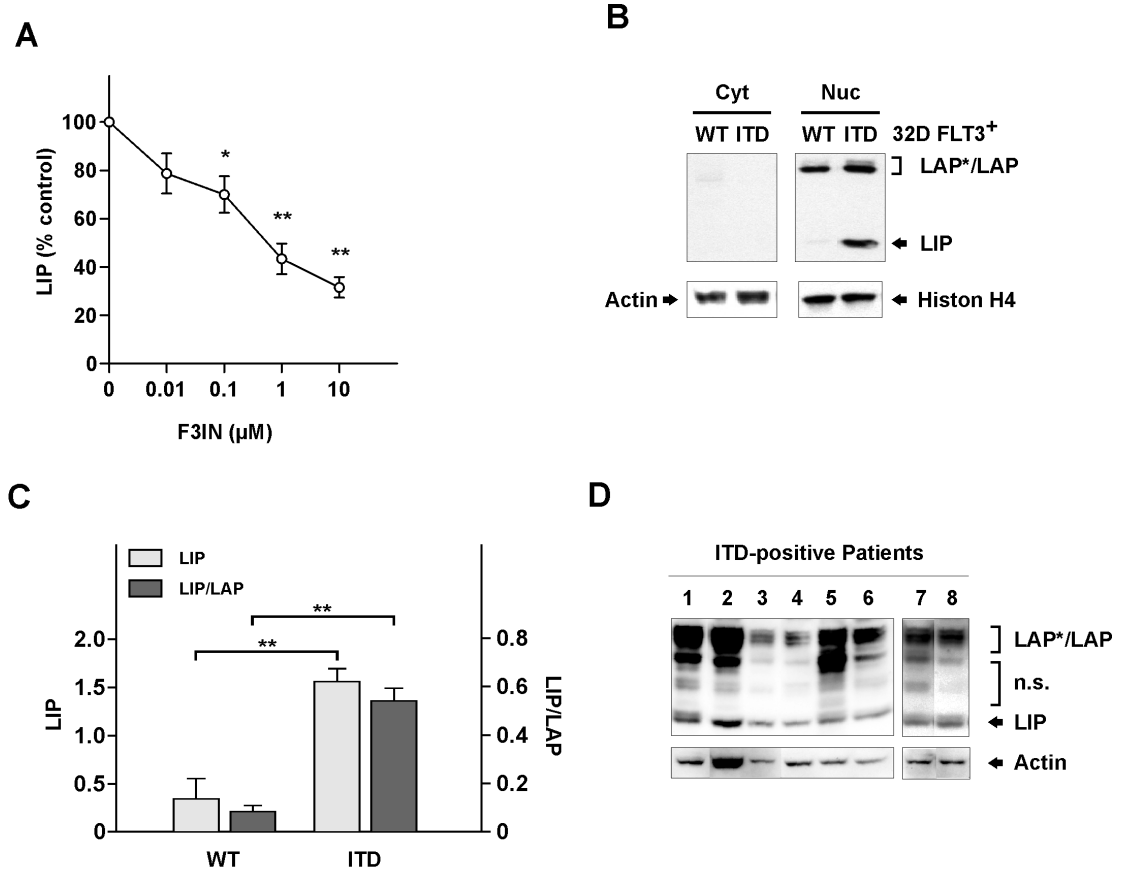 A
100
80
60
40
20
0
LIP (% control)
*
**
**
0 0.01 0.1 1 10
F3IN (µM)
B
Cyt Nuc
WT ITD WT ITD 32D FLT3+
LAP*/LAP
LIP
Actin Histon H4
C
LIP
LIP/LAP
**
**
2.0
1.5
1.0
0.5
0
LIP
0.8
0.6
0.4
0.2
0
LIP/LAP
WT ITD
D
ITD-positive Patients
1 2 3 4 5 6 7 8
LAP*/LAP
n.s.
LIP
Actin